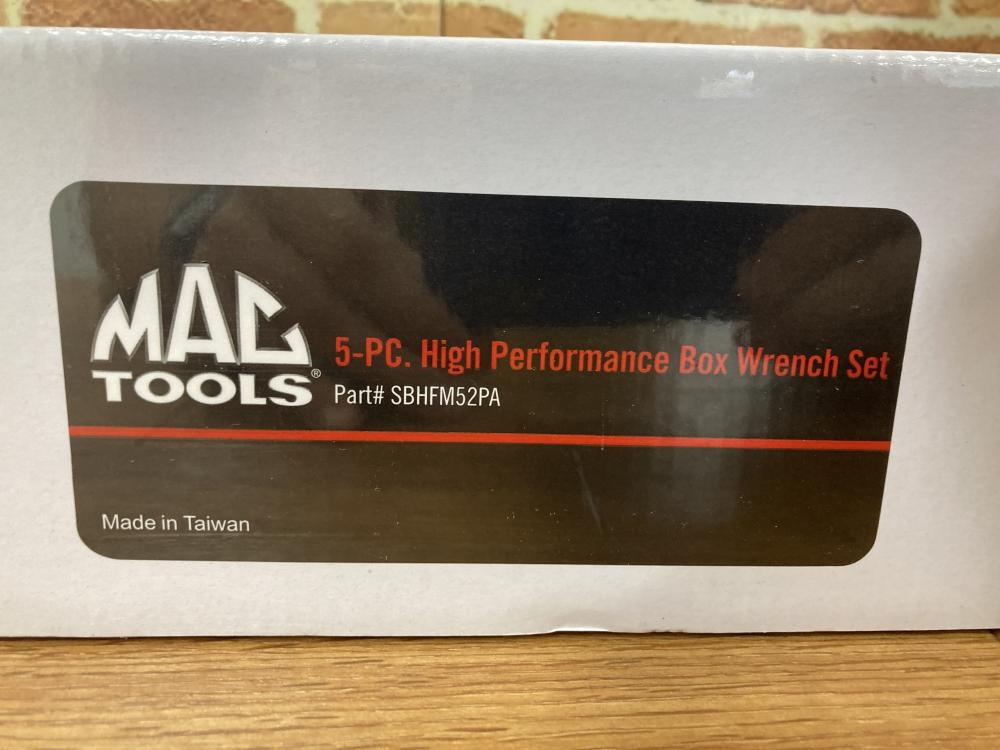 MAC
TOOLS®
5-PC. High Performance Box Wrench Set
Part# SBHFM52PA
Made in Taiwan